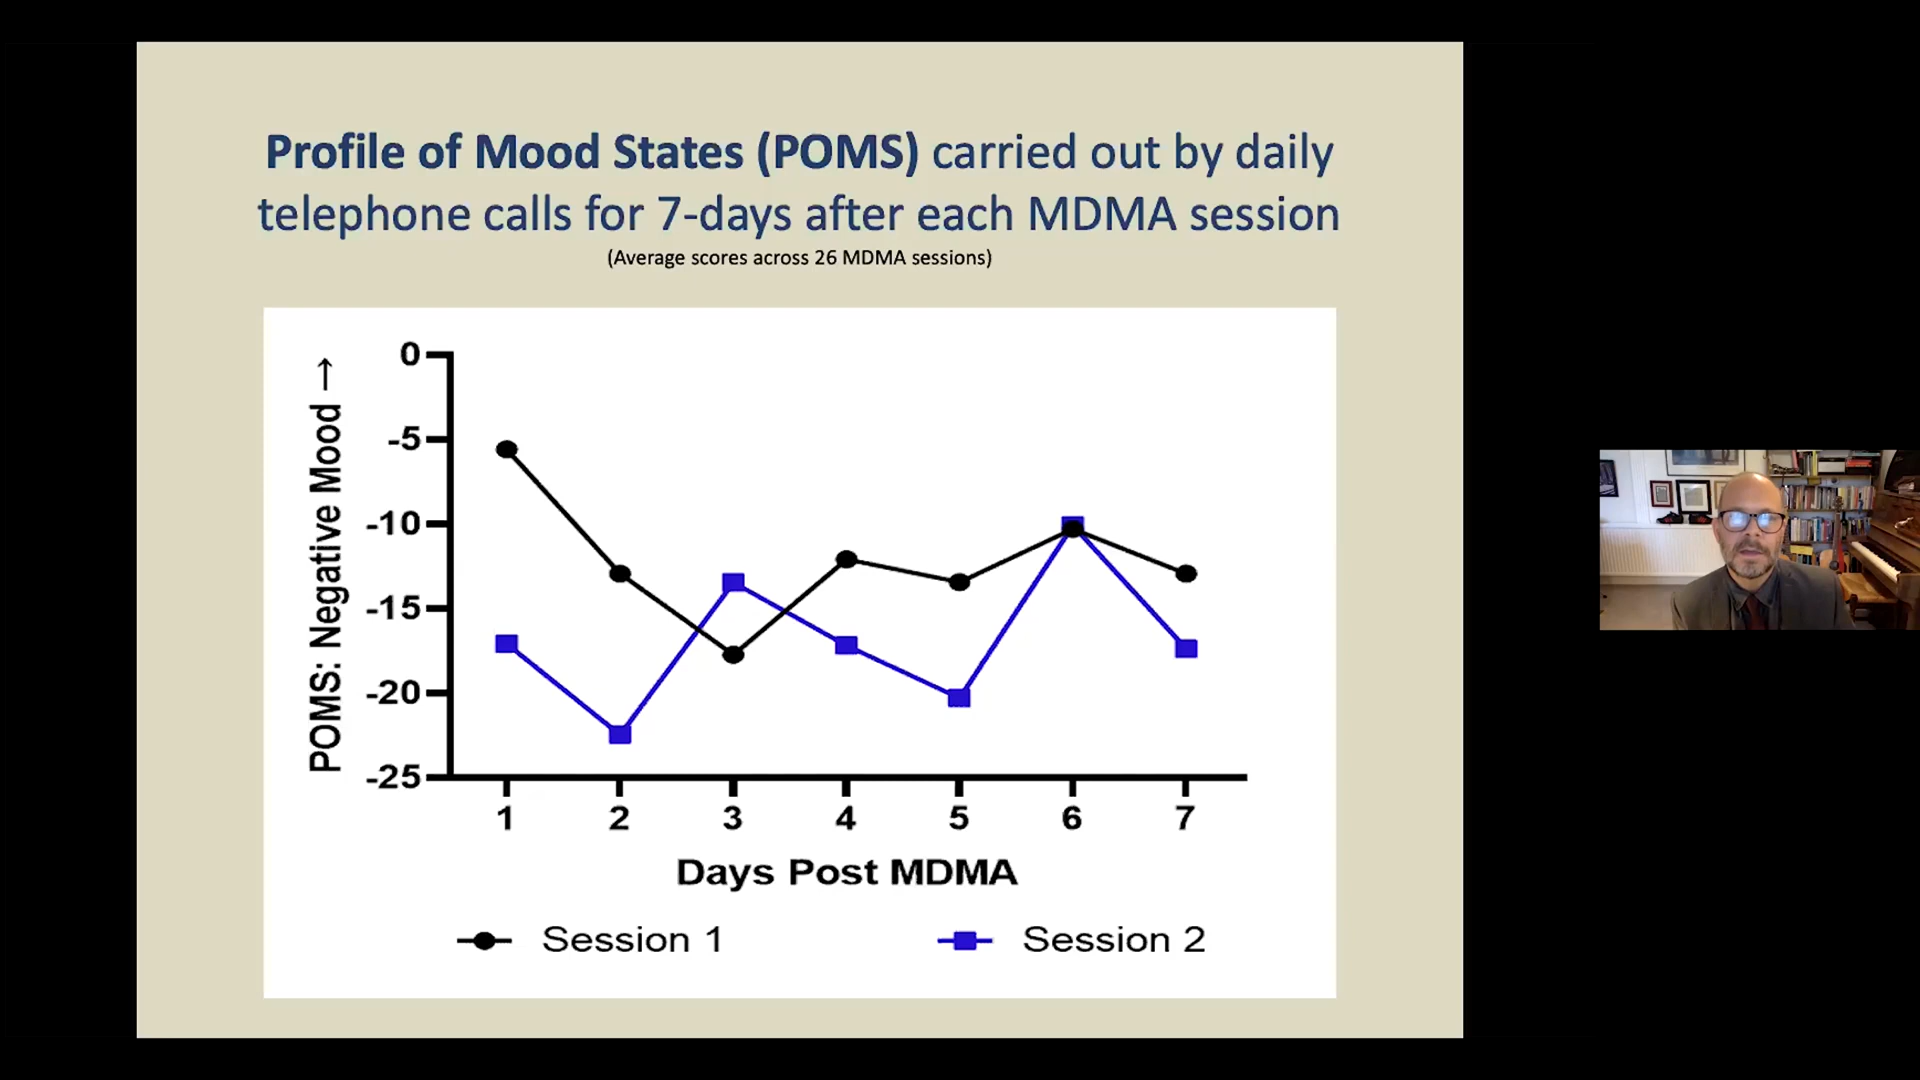 Profile of Mood States (POMS) carried out by daily
telephone calls for 7-days after each MDMA session
(Average scores across 26 MDMA sessions)
POMS: Negative Mood →
0
-5
-10
-15
-20
-25
1 2 3 4 5 6 7
Days Post MDMA
Session 1 Session 2